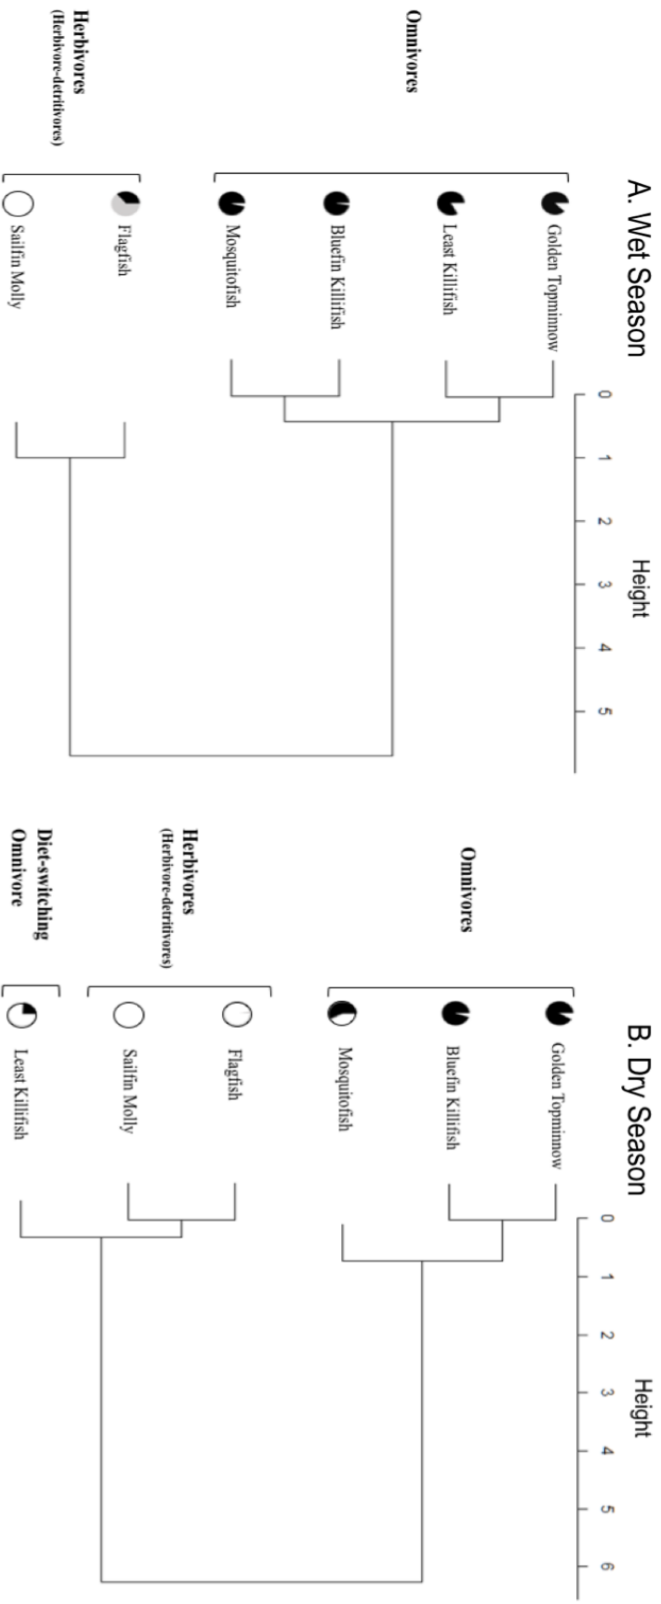 A. Wet Season
Height
0
1
2
3
4
5
Golden Topminnow
Least Killifish
Bluefin Killifish
Mosquitofish
Flagfish
Sailfin Molly
Omnivores
Herbivores
(Herbivore-detritivores)
B. Dry Season
Height
0
1
2
3
4
5
6
Golden Topminnow
Bluefin Killifish
Mosquitofish
Flagfish
Sailfin Molly
Least Killifish
Omnivores
Herbivores
(Herbivore-detritivores)
Diet-switching
Omnivore